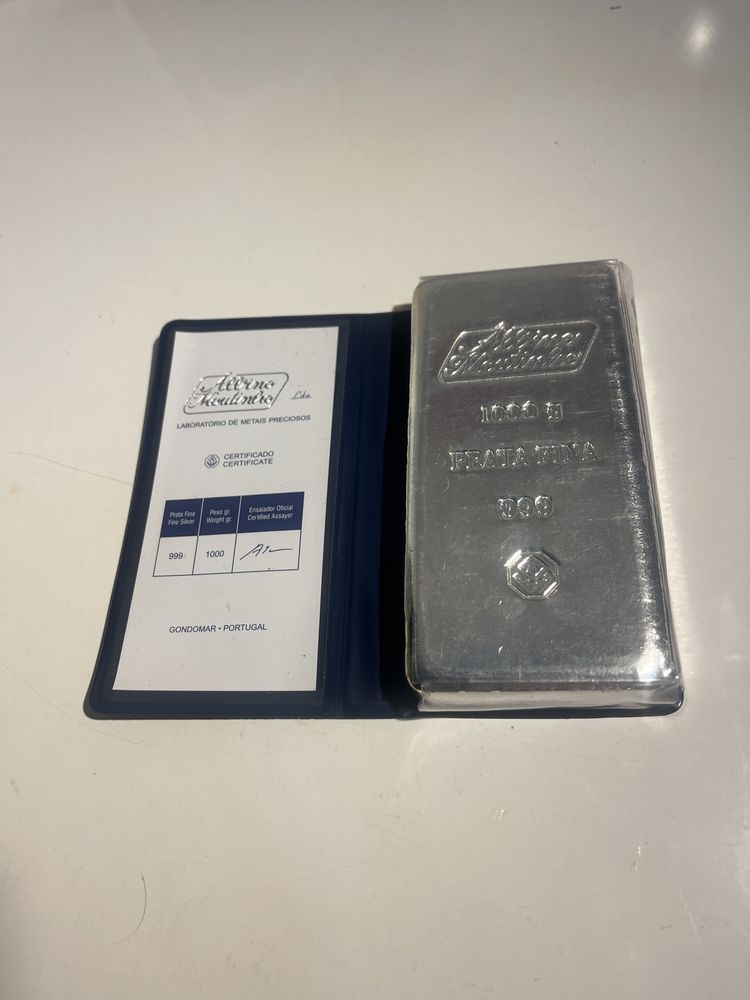 Albino
Moutinho Lda.
LABORATÓRIO DE METAIS PRECIOSOS
CERTIFICADO
CERTIFICATE
Prata Fina
Fine Silver
Peso gr.
Weight gr.
Ensaiador Oficial
Certified Assayer
999
1000
GONDOMAR • PORTUGAL
Albino
Moutinho
1000 g
PRATA FINA
999